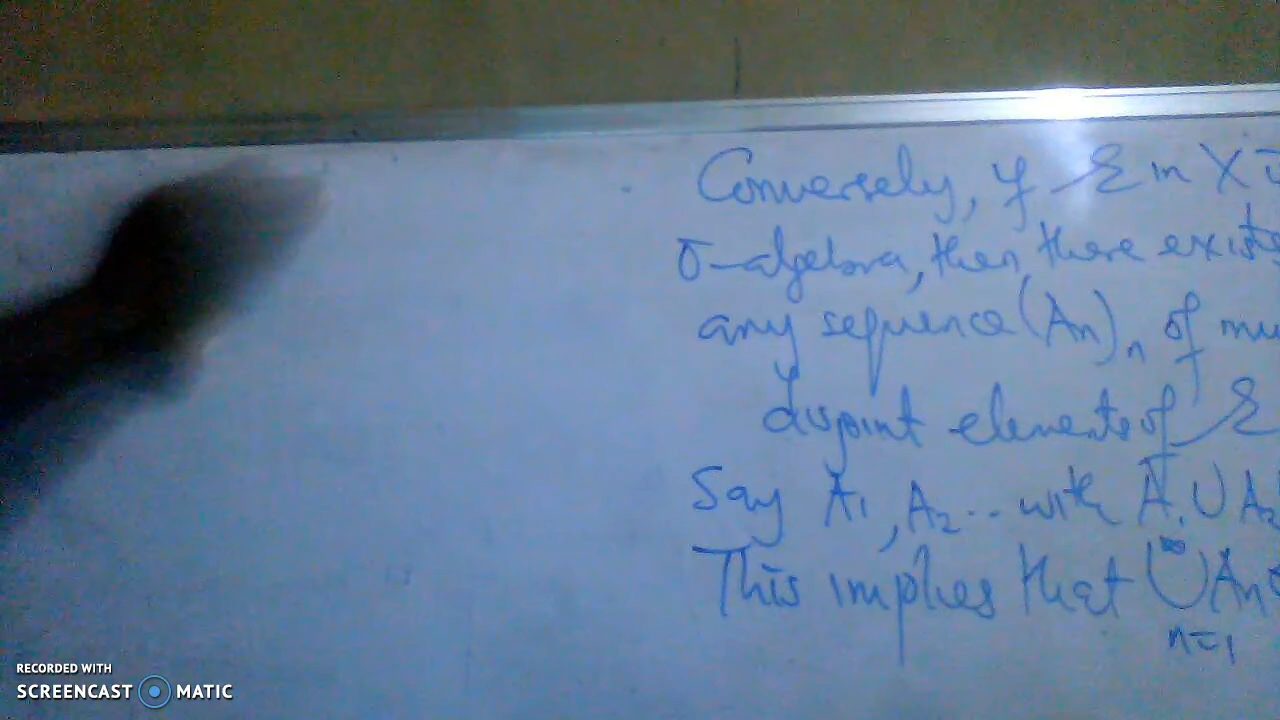 Conversely, if Σ in X i
σ-algebra, then there exists
any sequence (An)n of mu
disjoint elements of Σ
Say A1, A2 .. with A1 ∪ A2
This implies that ∞⋃n=1 An
RECORDED WITH
SCREENCAST MATIC